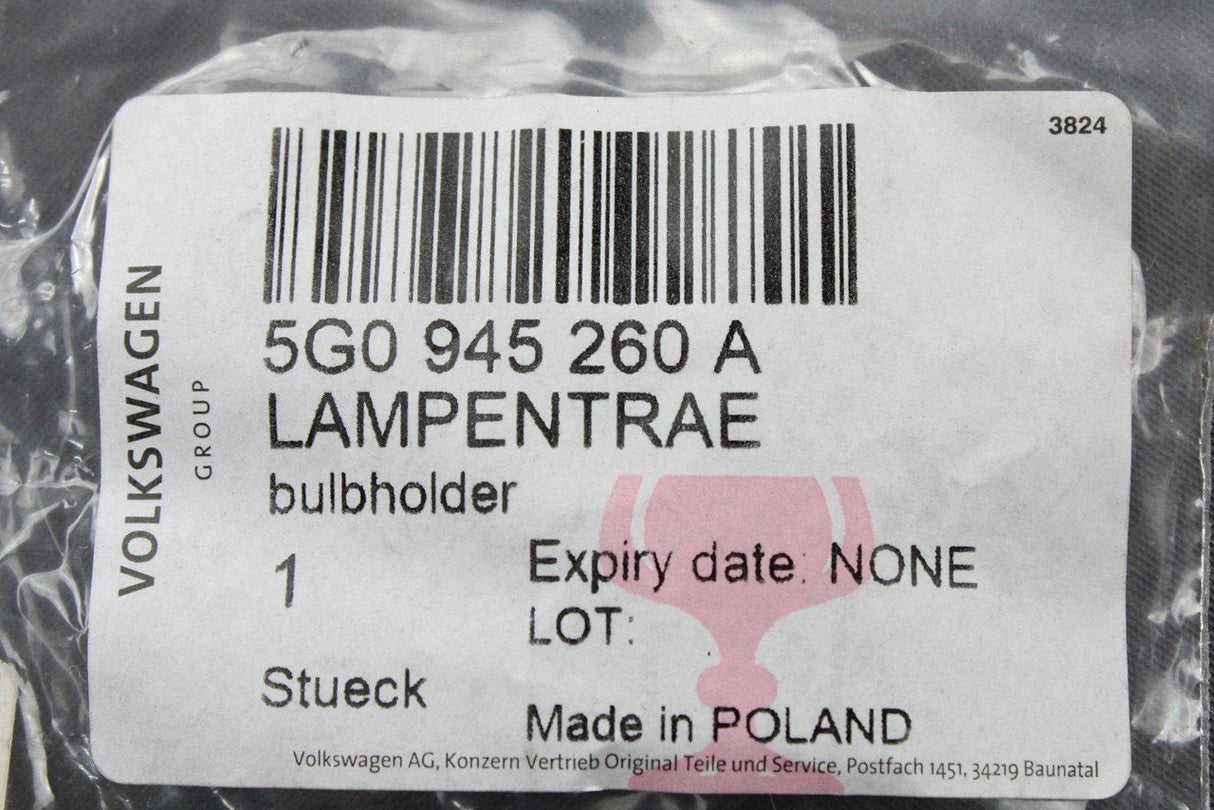 3824
VOLKSWAGEN
GROUP
5G0 945 260 A
LAMPENTRAE
bulbholder
1
Expiry date: NONE
LOT:
Stueck
Made in POLAND
Volkswagen AG, Konzern Vertrieb Original Teile und Service, Postfach 1451, 34219 Baunatal